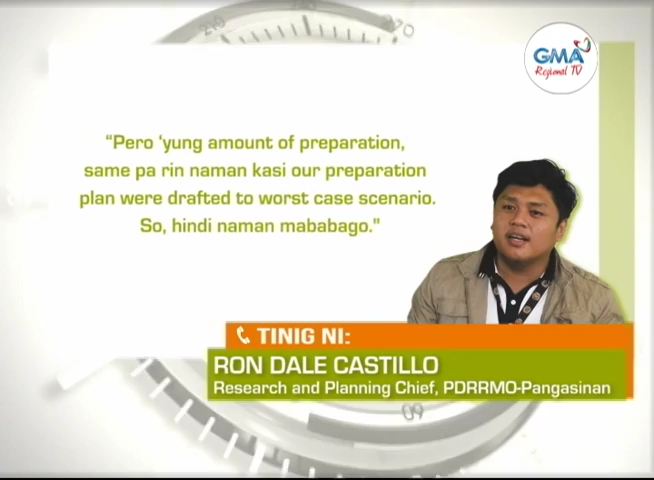 GMA
Regional TV
“Pero ‘yung amount of preparation,
same pa rin naman kasi our preparation
plan were drafted to worst case scenario.
So, hindi naman mababago."
TINIG NI:
RON DALE CASTILLO
Research and Planning Chief, PDRRMO-Pangasinan
60